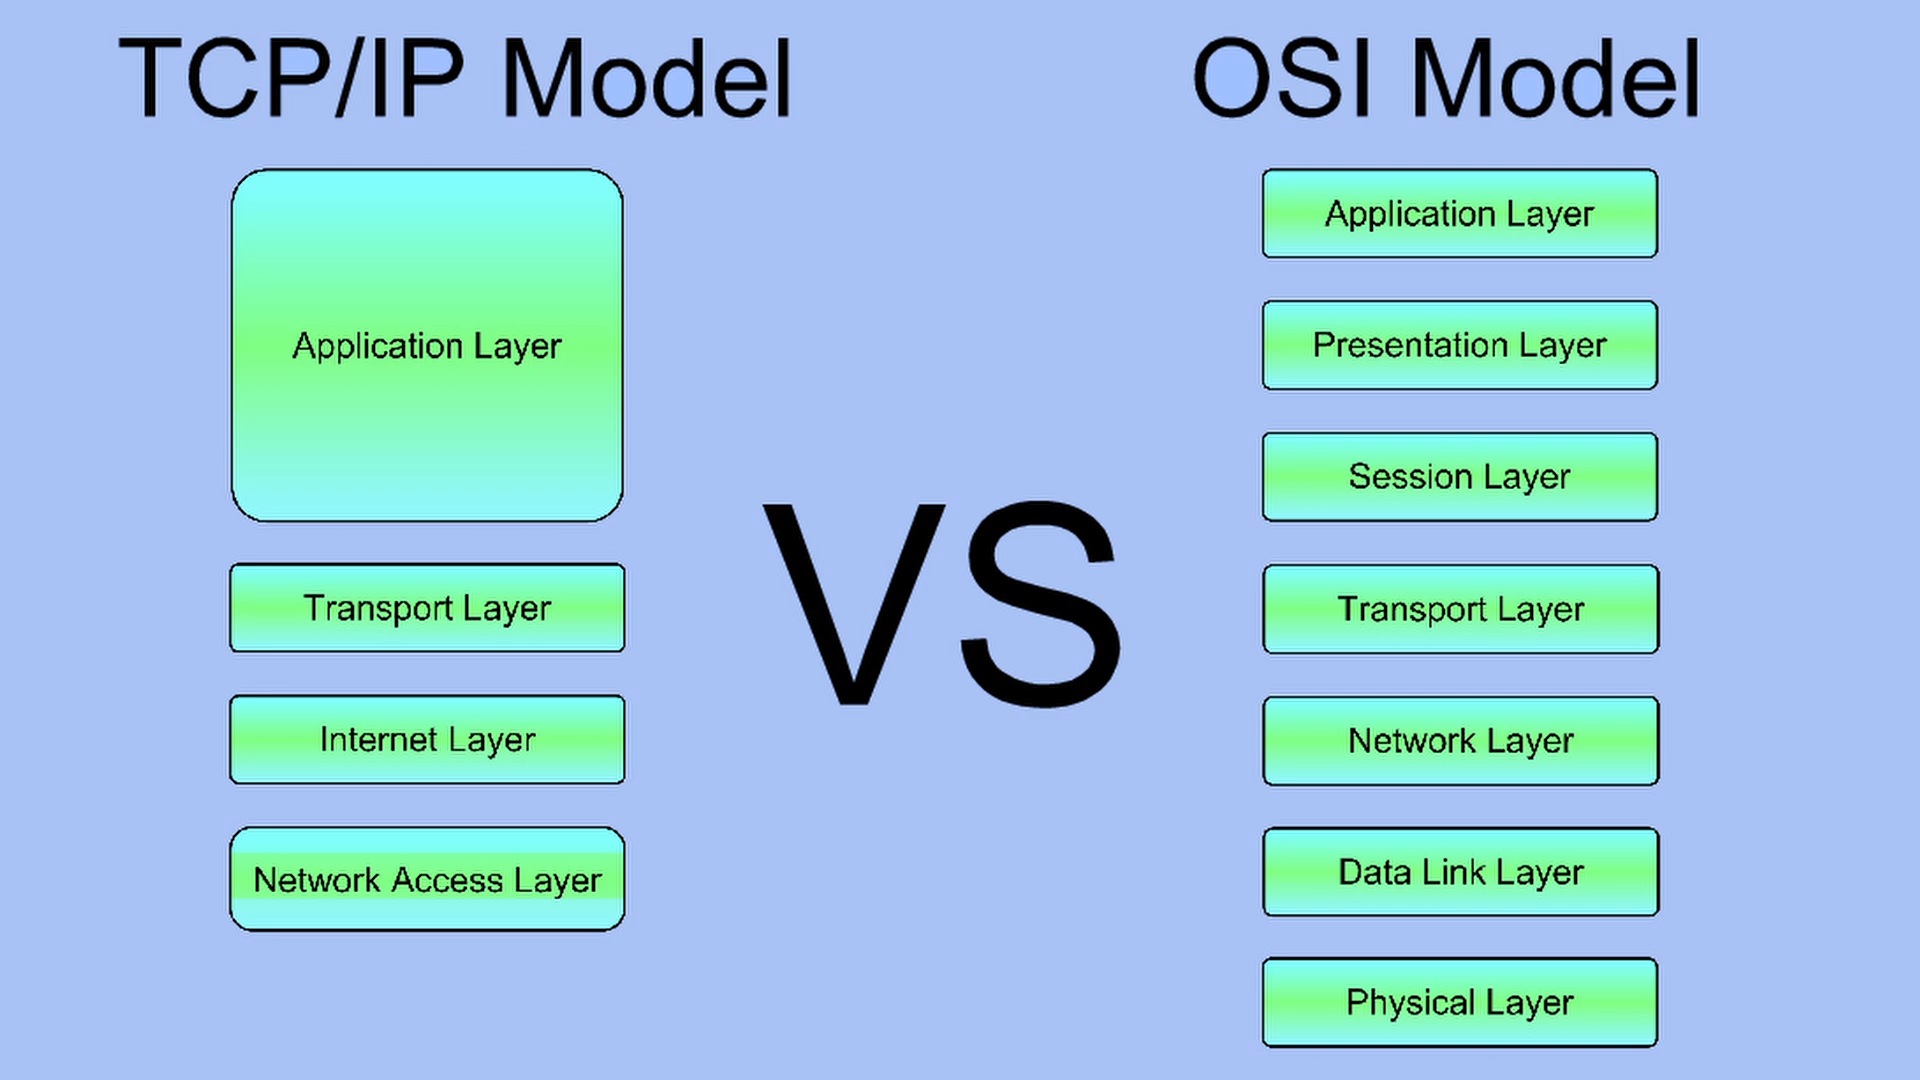 TCP/IP Model
Application Layer
Transport Layer
Internet Layer
Network Access Layer
VS
OSI Model
Application Layer
Presentation Layer
Session Layer
Transport Layer
Network Layer
Data Link Layer
Physical Layer